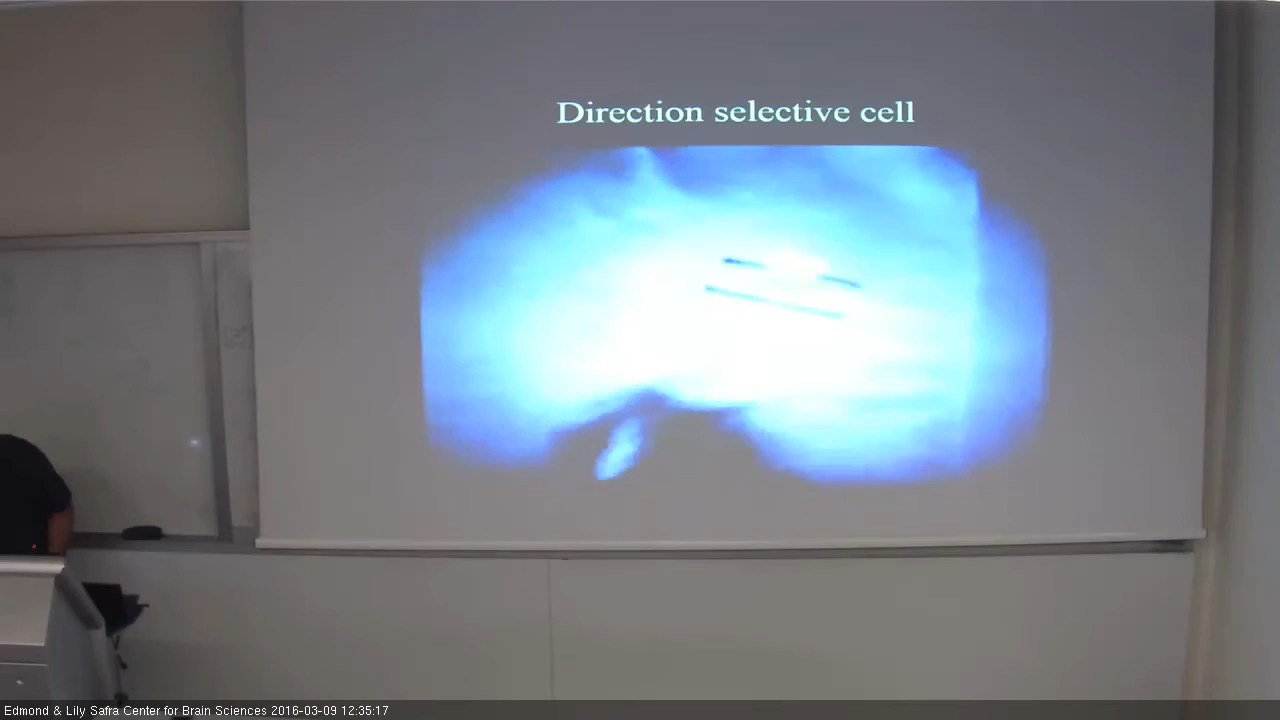 Direction selective cell
Edmond & Lily Safra Center for Brain Sciences 2016-03-09 12:35:17